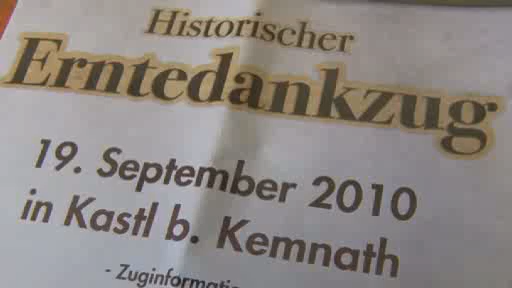 Historischer
Erntedankzug
19. September 2010
in Kastl b. Kemnath